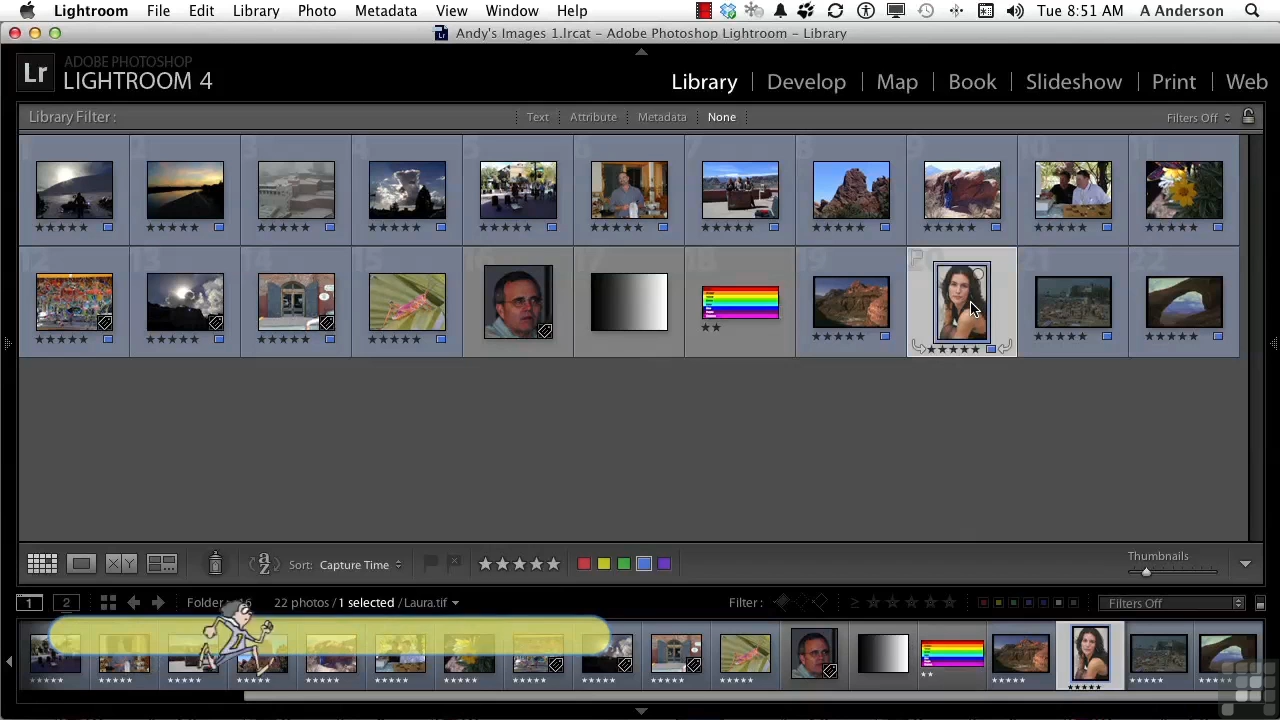 Lightroom File Edit Library Photo Metadata View Window Help Tue 8:51 AM A Anderson
Andy's Images 1.lrcat – Adobe Photoshop Lightroom – Library
Lr ADOBE PHOTOSHOP
LIGHTROOM 4
Library | Develop | Map | Book | Slideshow | Print | Web
Library Filter : Text Attribute Metadata None Filters Off
Sort: Capture Time
Thumbnails
1 2 Folder 22 photos / 1 selected / Laura.tif Filter : Filters Off